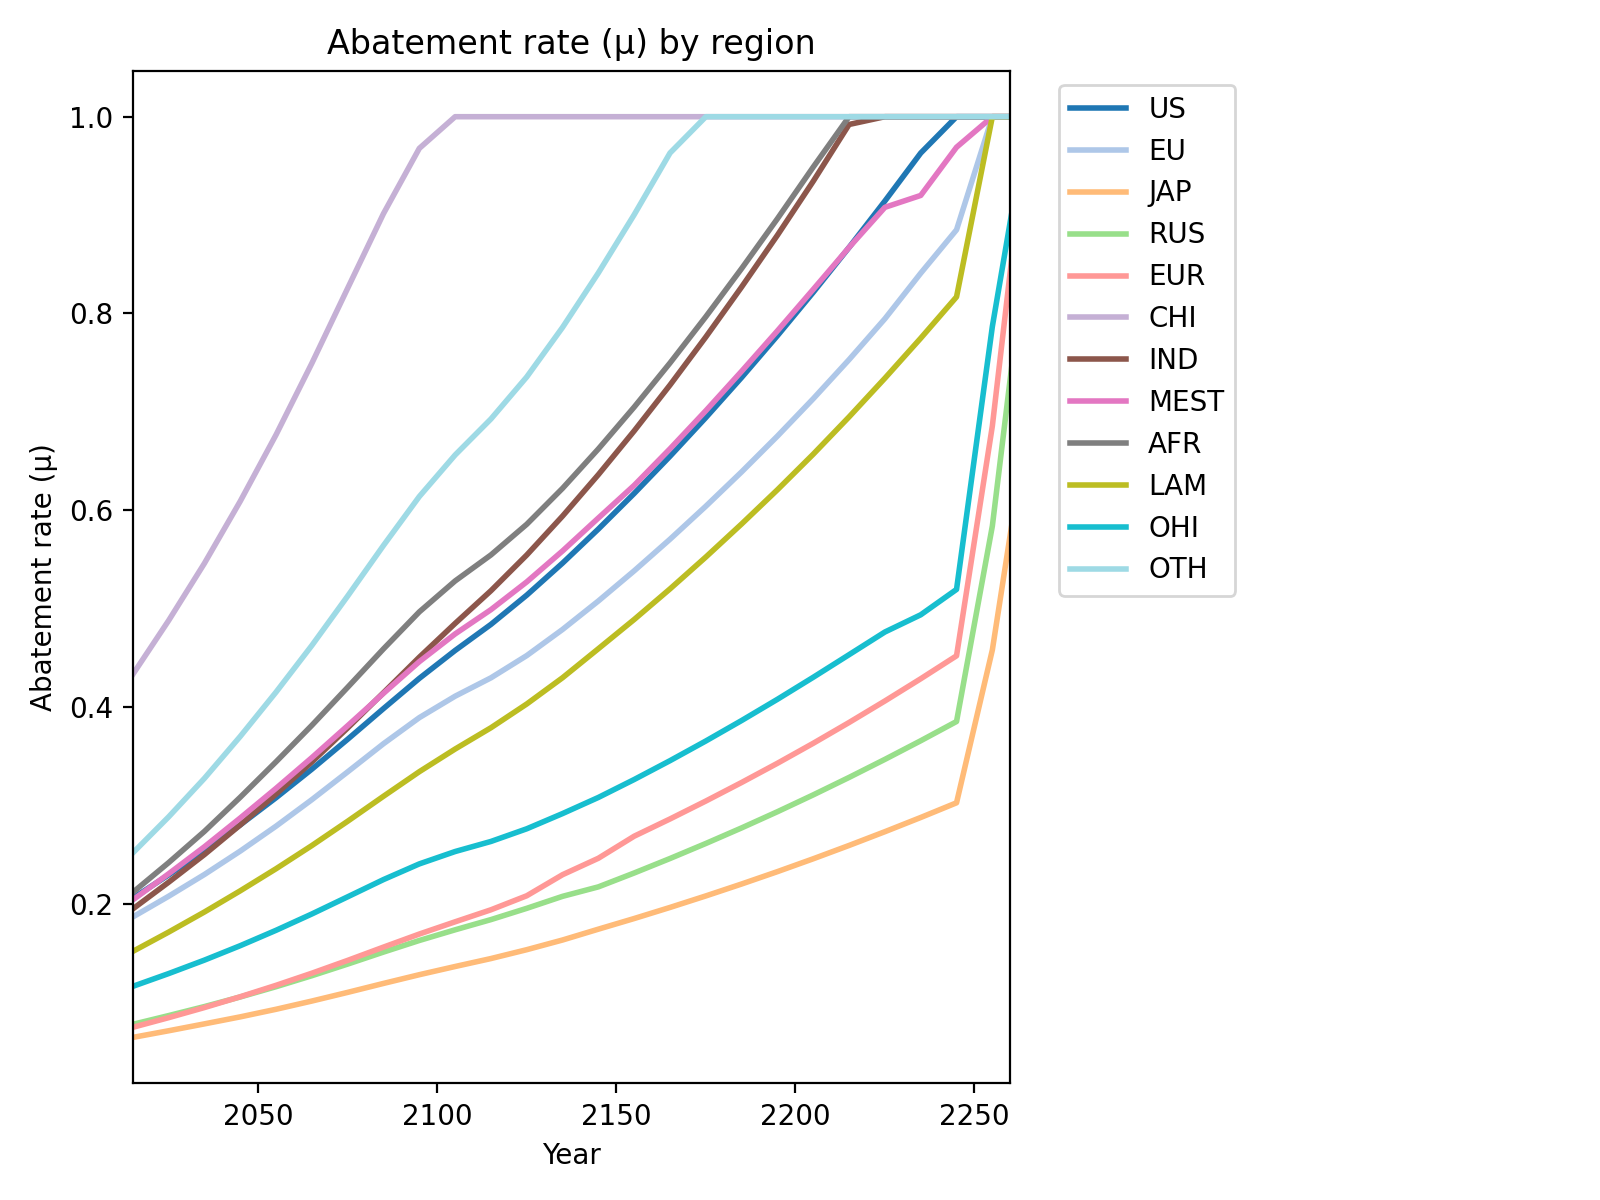 Abatement rate (μ) by region
Abatement rate (μ)
1.0
0.8
0.6
0.4
0.2
2050 2100 2150 2200 2250
Year
US
EU
JAP
RUS
EUR
CHI
IND
MEST
AFR
LAM
OHI
OTH